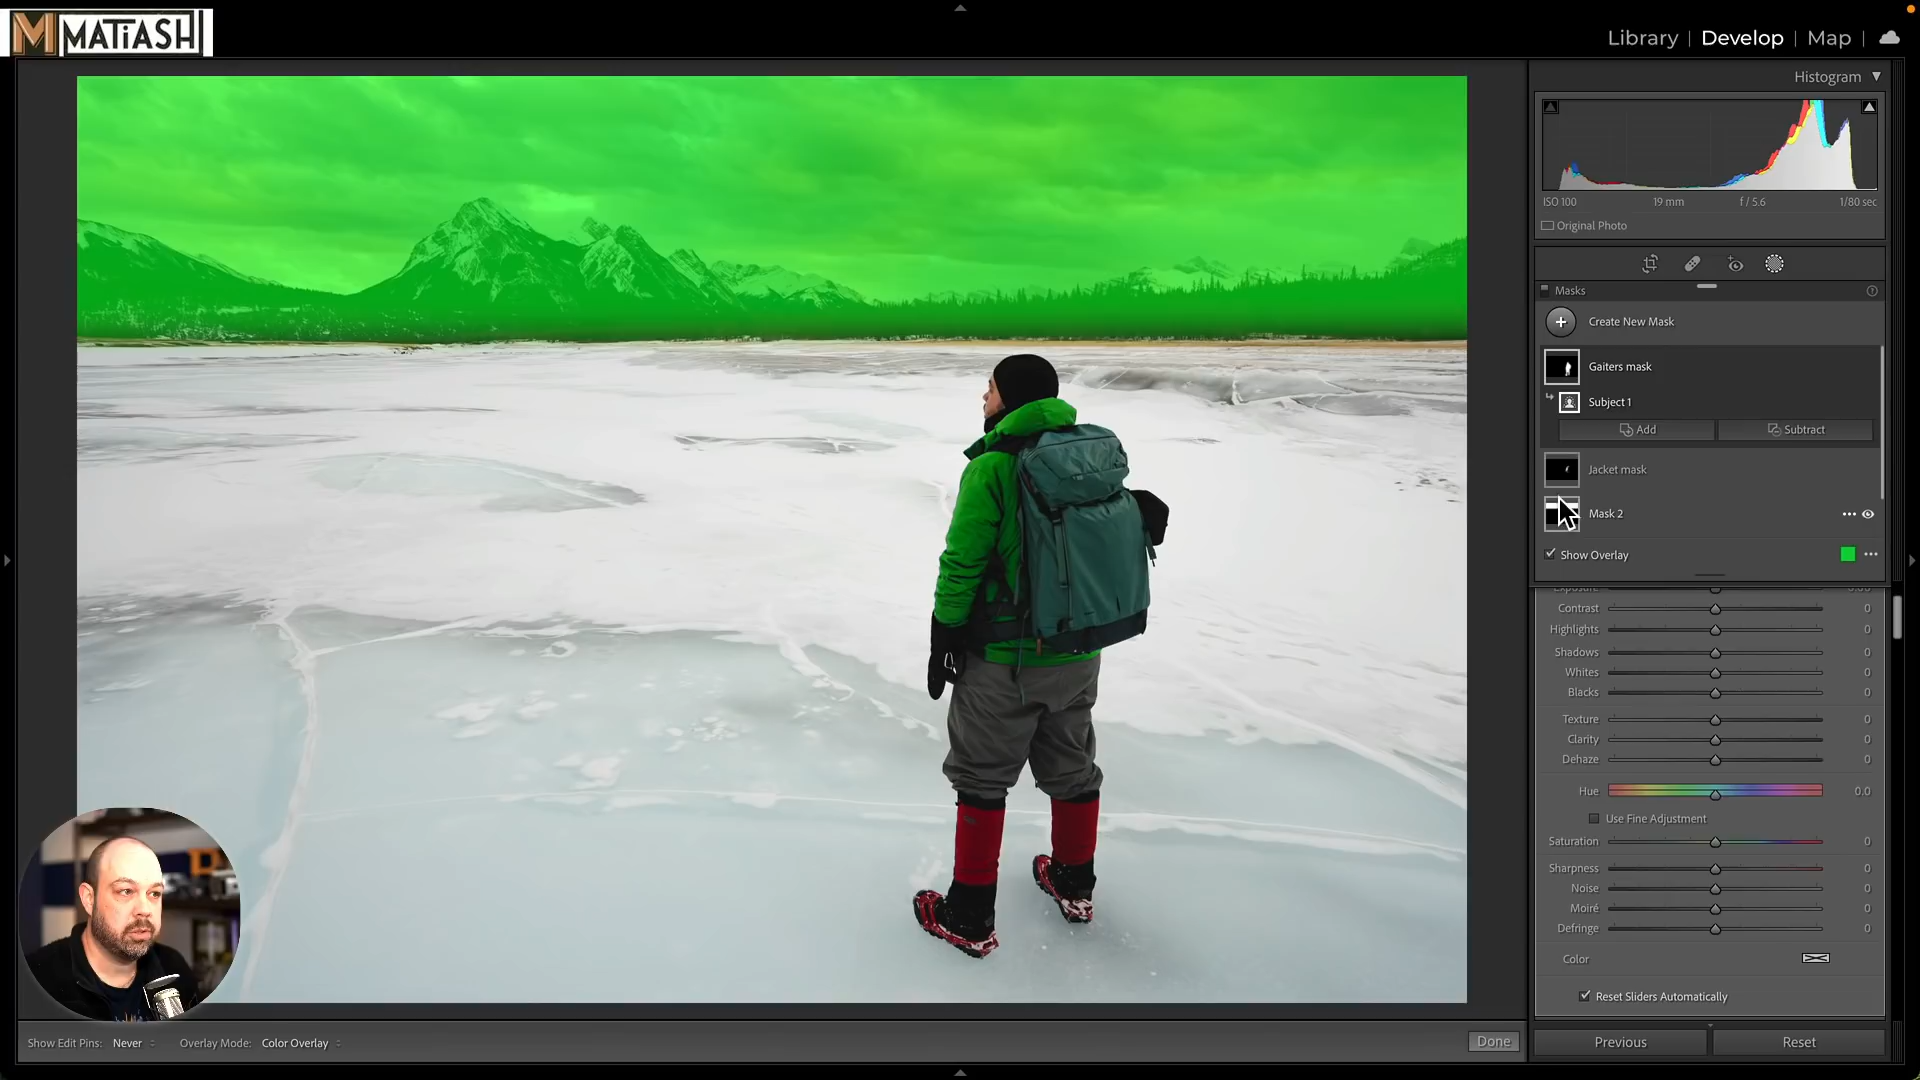 M MATiASH
Library | Develop | Map |
Histogram
ISO 100 19 mm f / 5.6 1/80 sec
Original Photo
Masks
Create New Mask
Gaiters mask
Subject 1
Add Subtract
Jacket mask
Mask 2
Show Overlay
Exposure 0.00
Contrast 0
Highlights 0
Shadows 0
Whites 0
Blacks 0
Texture 0
Clarity 0
Dehaze 0
Hue 0.0
Use Fine Adjustment
Saturation 0
Sharpness 0
Noise 0
Moiré 0
Defringe 0
Color
Reset Sliders Automatically
Show Edit Pins: Never Overlay Mode: Color Overlay Done
Previous Reset